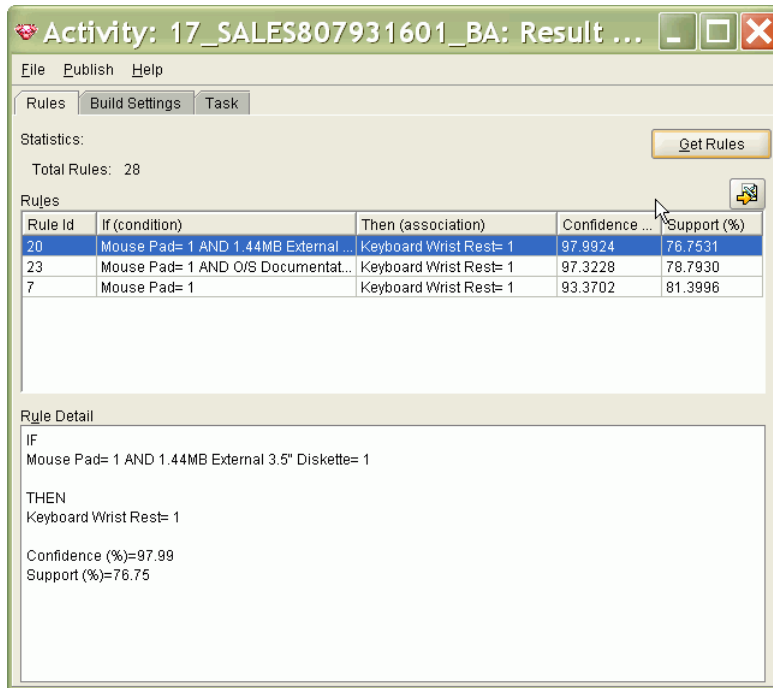 Activity: 17_SALES807931601_BA: Result ...
File Publish Help
Rules Build Settings Task
Statistics:
Get Rules
Total Rules: 28
Rules
Rule Id If (condition) Then (association) Confidence ... Support (%)
20 Mouse Pad= 1 AND 1.44MB External ... Keyboard Wrist Rest= 1 97.9924 76.7531
23 Mouse Pad= 1 AND O/S Documentat... Keyboard Wrist Rest= 1 97.3228 78.7930
7 Mouse Pad= 1 Keyboard Wrist Rest= 1 93.3702 81.3996
Rule Detail
IF
Mouse Pad= 1 AND 1.44MB External 3.5" Diskette= 1
THEN
Keyboard Wrist Rest= 1
Confidence (%)=97.99
Support (%)=76.75